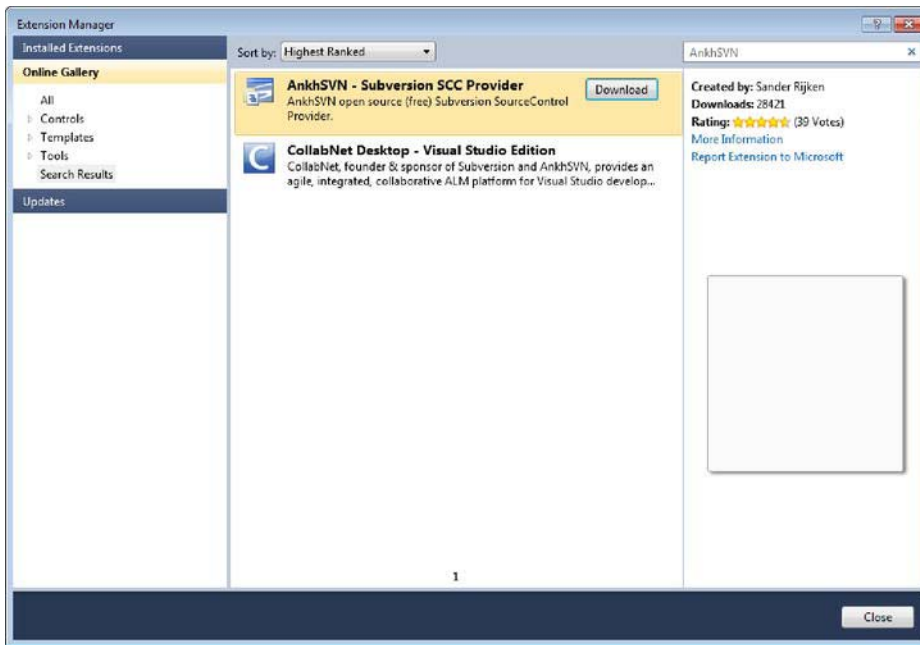 Extension Manager
Installed Extensions
Online Gallery
All
Controls
Templates
Tools
Search Results
Updates
Sort by: Highest Ranked
AnkhSVN - Subversion SCC Provider
AnkhSVN open source (free) Subversion SourceControl
Provider.
Download
CollabNet Desktop - Visual Studio Edition
CollabNet, founder & sponsor of Subversion and AnkhSVN, provides an
agile, integrated, collaborative ALM platform for Visual Studio develop...
1
AnkhSVN
Created by: Sander Rijken
Downloads: 28421
Rating: (39 Votes)
More Information
Report Extension to Microsoft
Close